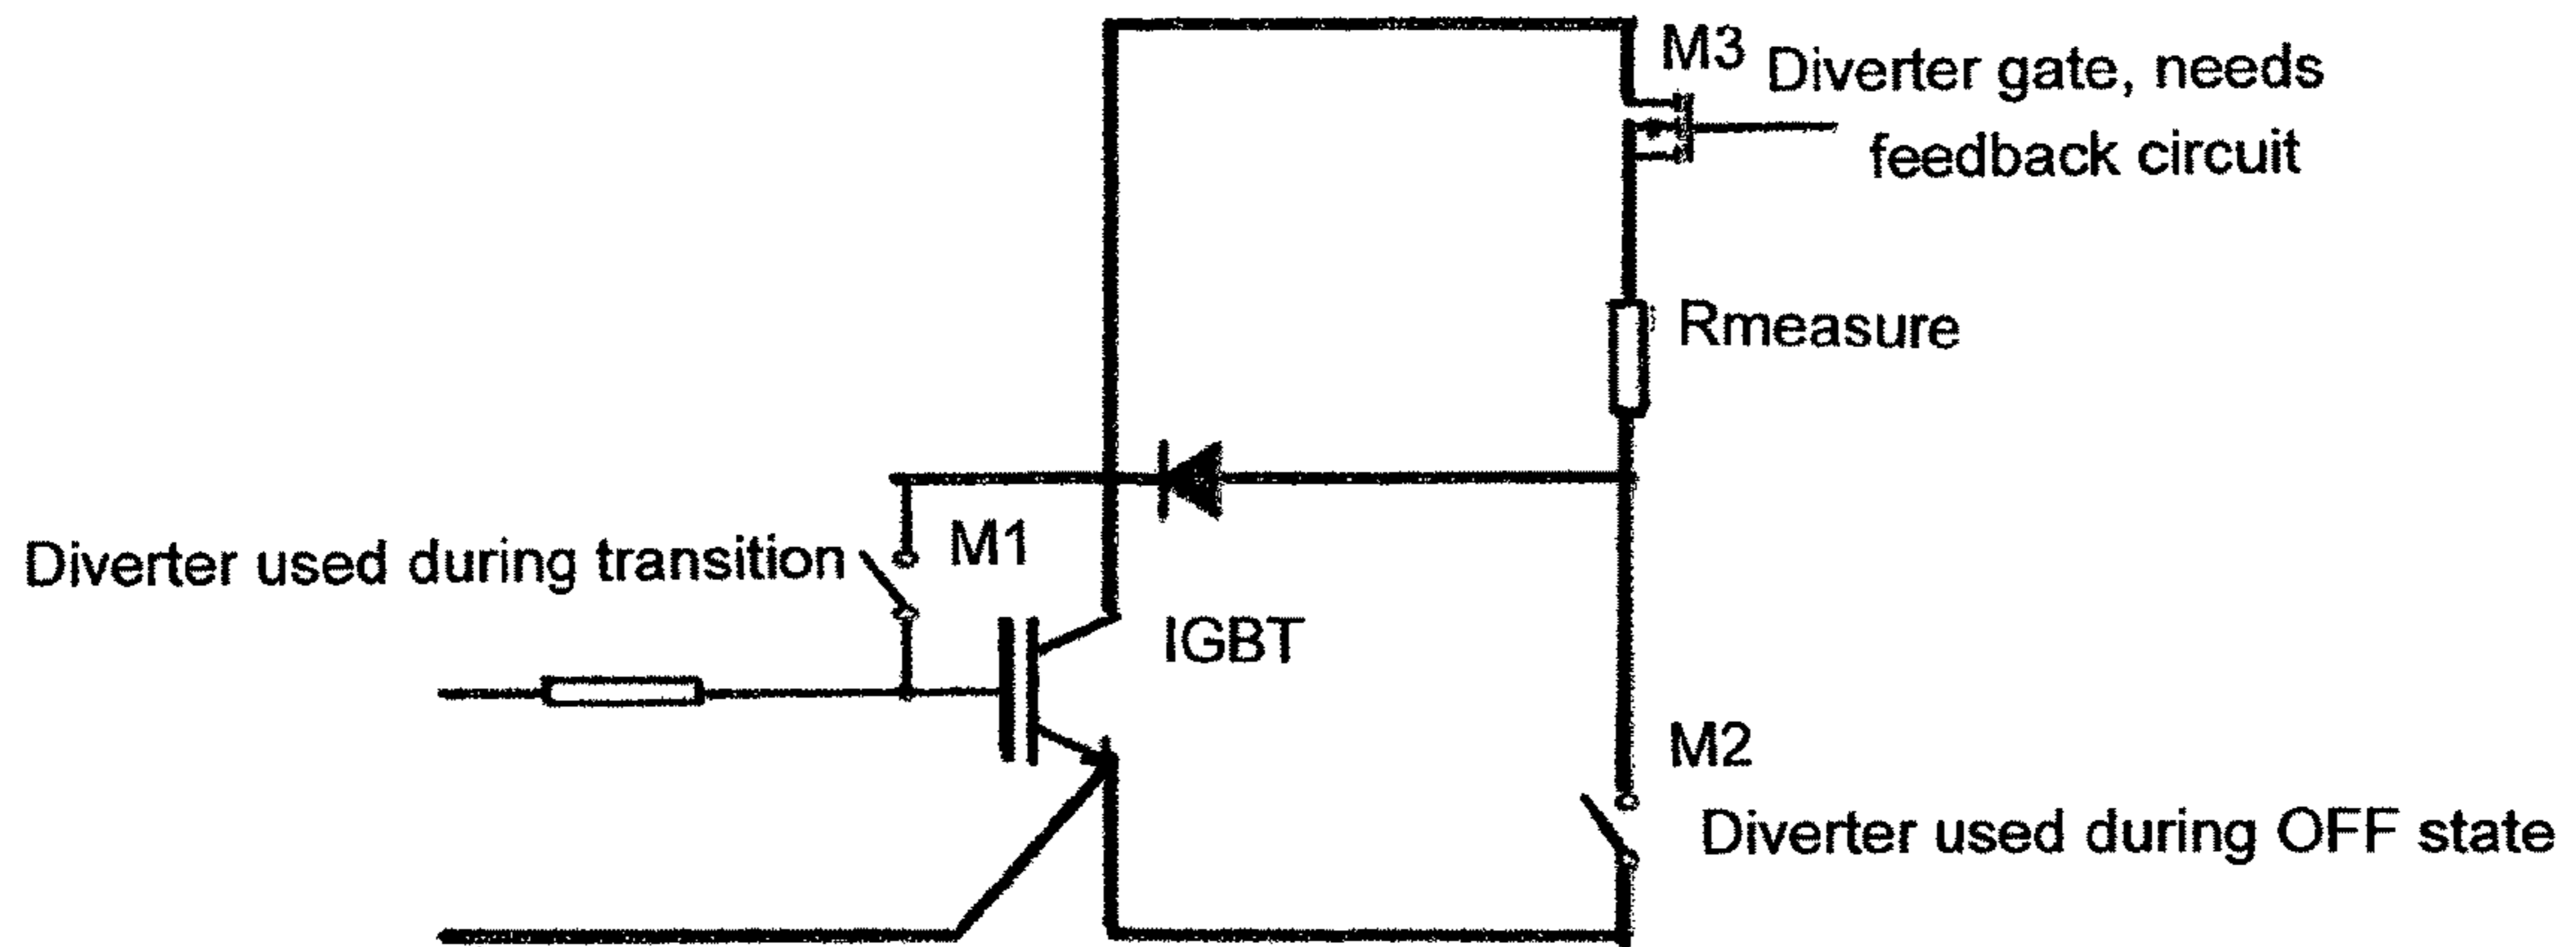 M3
Diverter gate, needs
feedback circuit
Rmeasure
Diverter used during transition
M1
IGBT
M2
Diverter used during OFF state